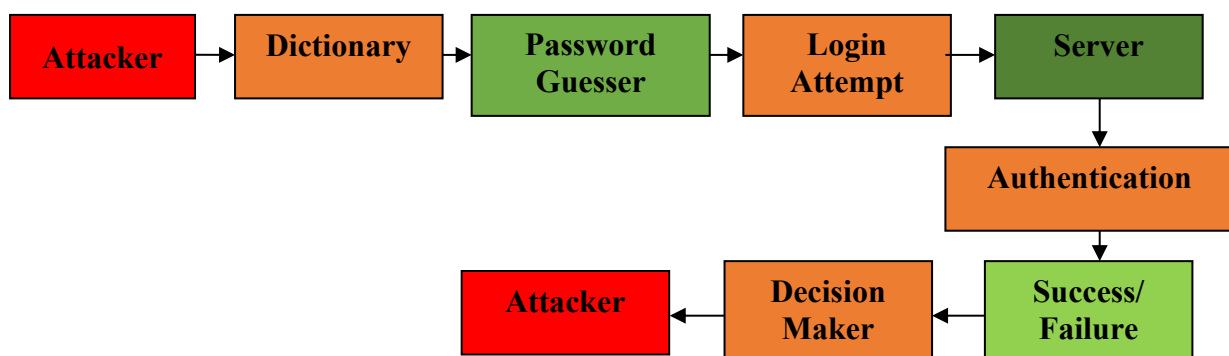 Attacker
Dictionary
Password
Guesser
Login
Attempt
Server
Authentication
Success/
Failure
Decision
Maker
Attacker